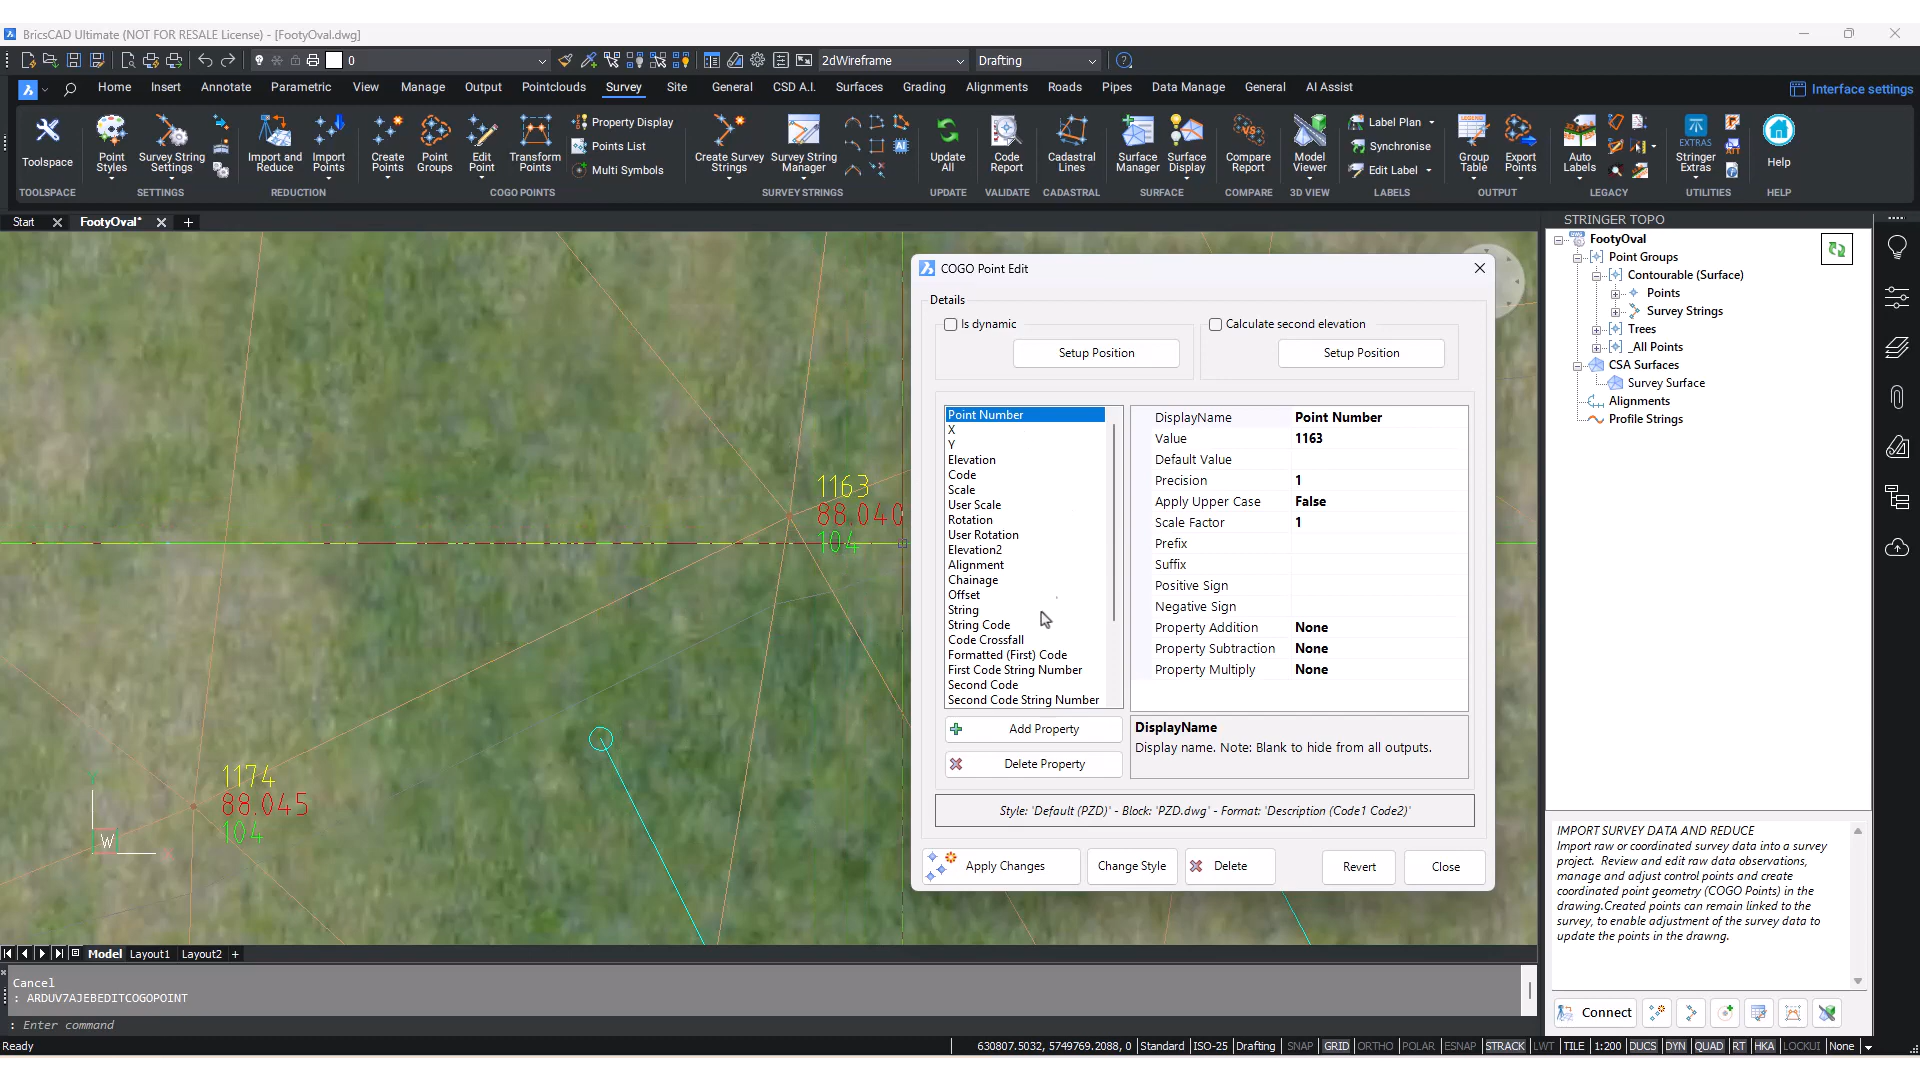 BricsCAD Ultimate (NOT FOR RESALE License) - [FootyOval.dwg]
0
2dWireframe
Drafting
Home Insert Annotate Parametric View Manage Output Pointclouds Survey Site General CSD A.I. Surfaces Grading Alignments Roads Pipes Data Manage General AI Assist
Interface settings
Toolspace
TOOLSPACE
Point Styles
Survey String Settings
SETTINGS
Import and Reduce
Import Points
REDUCTION
Create Points
Point Groups
Edit Point
Transform Points
Property Display
Points List
Multi Symbols
COGO POINTS
Create Survey Strings
Survey String Manager
SURVEY STRINGS
Update All
UPDATE
Code Report
VALIDATE
Cadastral Lines
CADASTRAL
Surface Manager
Surface Display
SURFACE
Compare Report
COMPARE
Model Viewer
3D VIEW
Label Plan
Synchronise
Edit Label
LABELS
Group Table
Export Points
OUTPUT
Auto Labels
LEGACY
EXTRAS
Stringer Extras
UTILITIES
Help
HELP
Start
FootyOval*
1163
88.040
104
1174
88.045
104
W
COGO Point Edit
Details
Is dynamic
Setup Position
Calculate second elevation
Setup Position
Point Number
X
Y
Elevation
Code
Scale
User Scale
Rotation
User Rotation
Elevation2
Alignment
Chainage
Offset
String
String Code
Code Crossfall
Formatted (First) Code
First Code String Number
Second Code
Second Code String Number
DisplayName Point Number
Value 1163
Default Value
Precision 1
Apply Upper Case False
Scale Factor 1
Prefix
Suffix
Positive Sign
Negative Sign
Property Addition None
Property Subtraction None
Property Multiply None
Add Property
Delete Property
DisplayName
Display name. Note: Blank to hide from all outputs.
Style: 'Default (PZD)' - Block: 'PZD.dwg' - Format: 'Description (Code1 Code2)'
Apply Changes
Change Style
Delete
Revert
Close
STRINGER TOPO
FootyOval
Point Groups
Contourable (Surface)
Points
Survey Strings
Trees
_All Points
CSA Surfaces
Survey Surface
Alignments
Profile Strings
IMPORT SURVEY DATA AND REDUCE
Import raw or coordinated survey data into a survey
project. Review and edit raw data observations,
manage and adjust control points and create
coordinated point geometry (COGO Points) in the
drawing.Created points can remain linked to the
survey, to enable adjustment of the survey data to
update the points in the drawng.
Connect
Model Layout1 Layout2 +
Cancel
: ARDUV7AJEBEDITCOGOPOINT
: Enter command
Ready
630807.5032, 5749769.2088, 0 Standard ISO-25 Drafting SNAP GRID ORTHO POLAR ESNAP STRACK LWT TILE 1:200 DUCS DYN QUAD RT HKA LOCKUI None